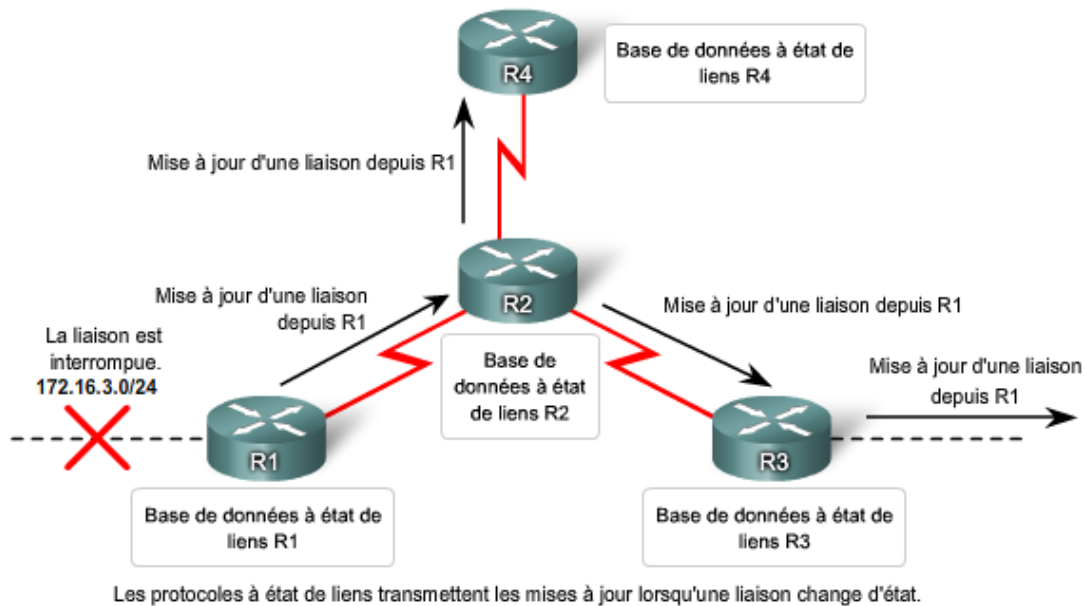 R4
Base de données à état de
liens R4
Mise à jour d'une liaison depuis R1
R2
Mise à jour d'une liaison
depuis R1
Mise à jour d'une liaison depuis R1
La liaison est
interrompue.
172.16.3.0/24
Base de
données à état
de liens R2
Mise à jour d'une liaison
depuis R1
R1
R3
Base de données à état de
liens R1
Base de données à état de
liens R3
Les protocoles à état de liens transmettent les mises à jour lorsqu'une liaison change d'état.